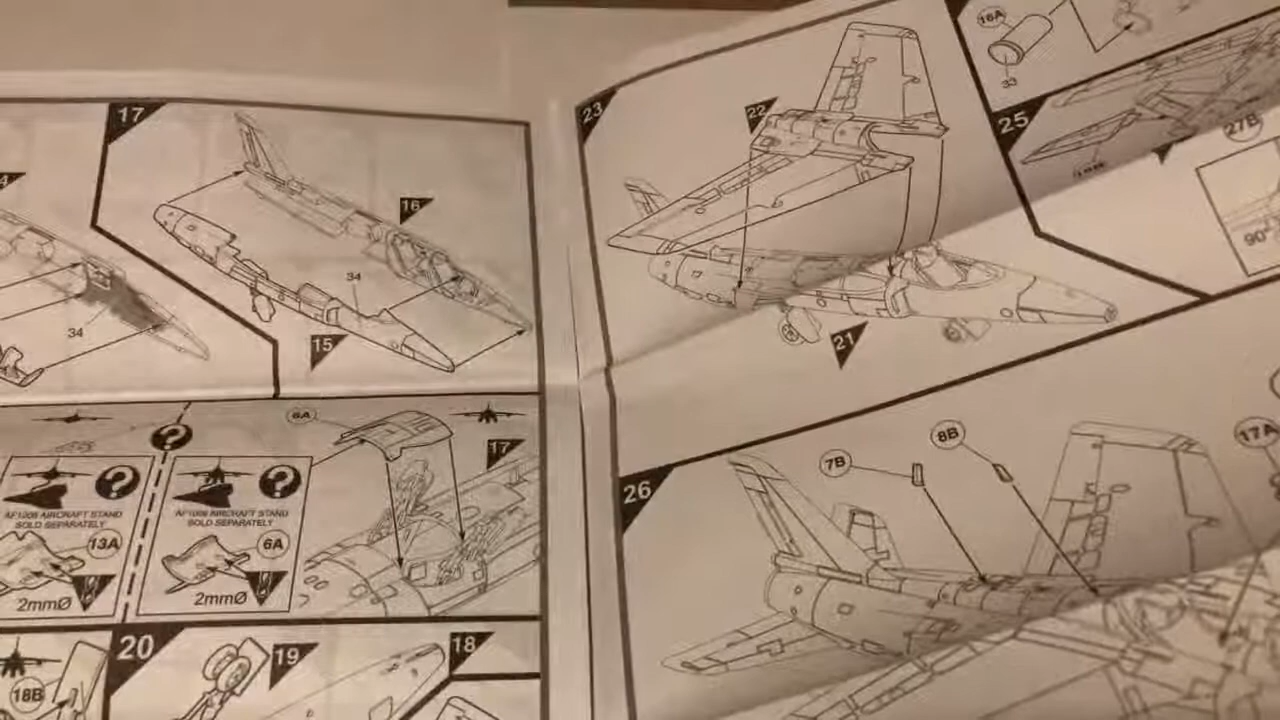 17
16
34
15
34
6A
17
?
?
?
AF1008 AIRCRAFT STAND
SOLD SEPARATELY
13A
2mmØ
AF1008 AIRCRAFT STAND
SOLD SEPARATELY
6A
2mmØ
18B
20
19
18
23
22
21
16A
33
25
27B
90°
26
7B
8B
17A